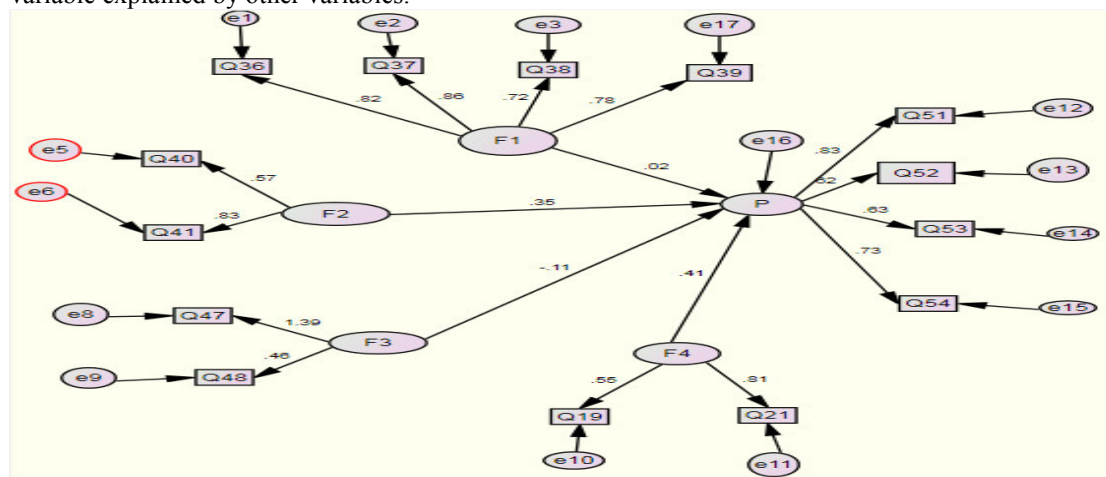 variable explained by other variables.
e1 e2 e3 e17
Q36 Q37 Q38 Q39
.82 .86 .72 .78
F1
e12
Q51
e5
Q40
e16
.83
e6
.57
.02
.52
Q52
e13
Q41
.83
F2
.35
P
.63
Q53
e14
.73
-.11
.41
e8
Q47
1.39
Q54
e15
F3
F4
e9
Q48
.46
.55
.81
Q19
Q21
e10
e11